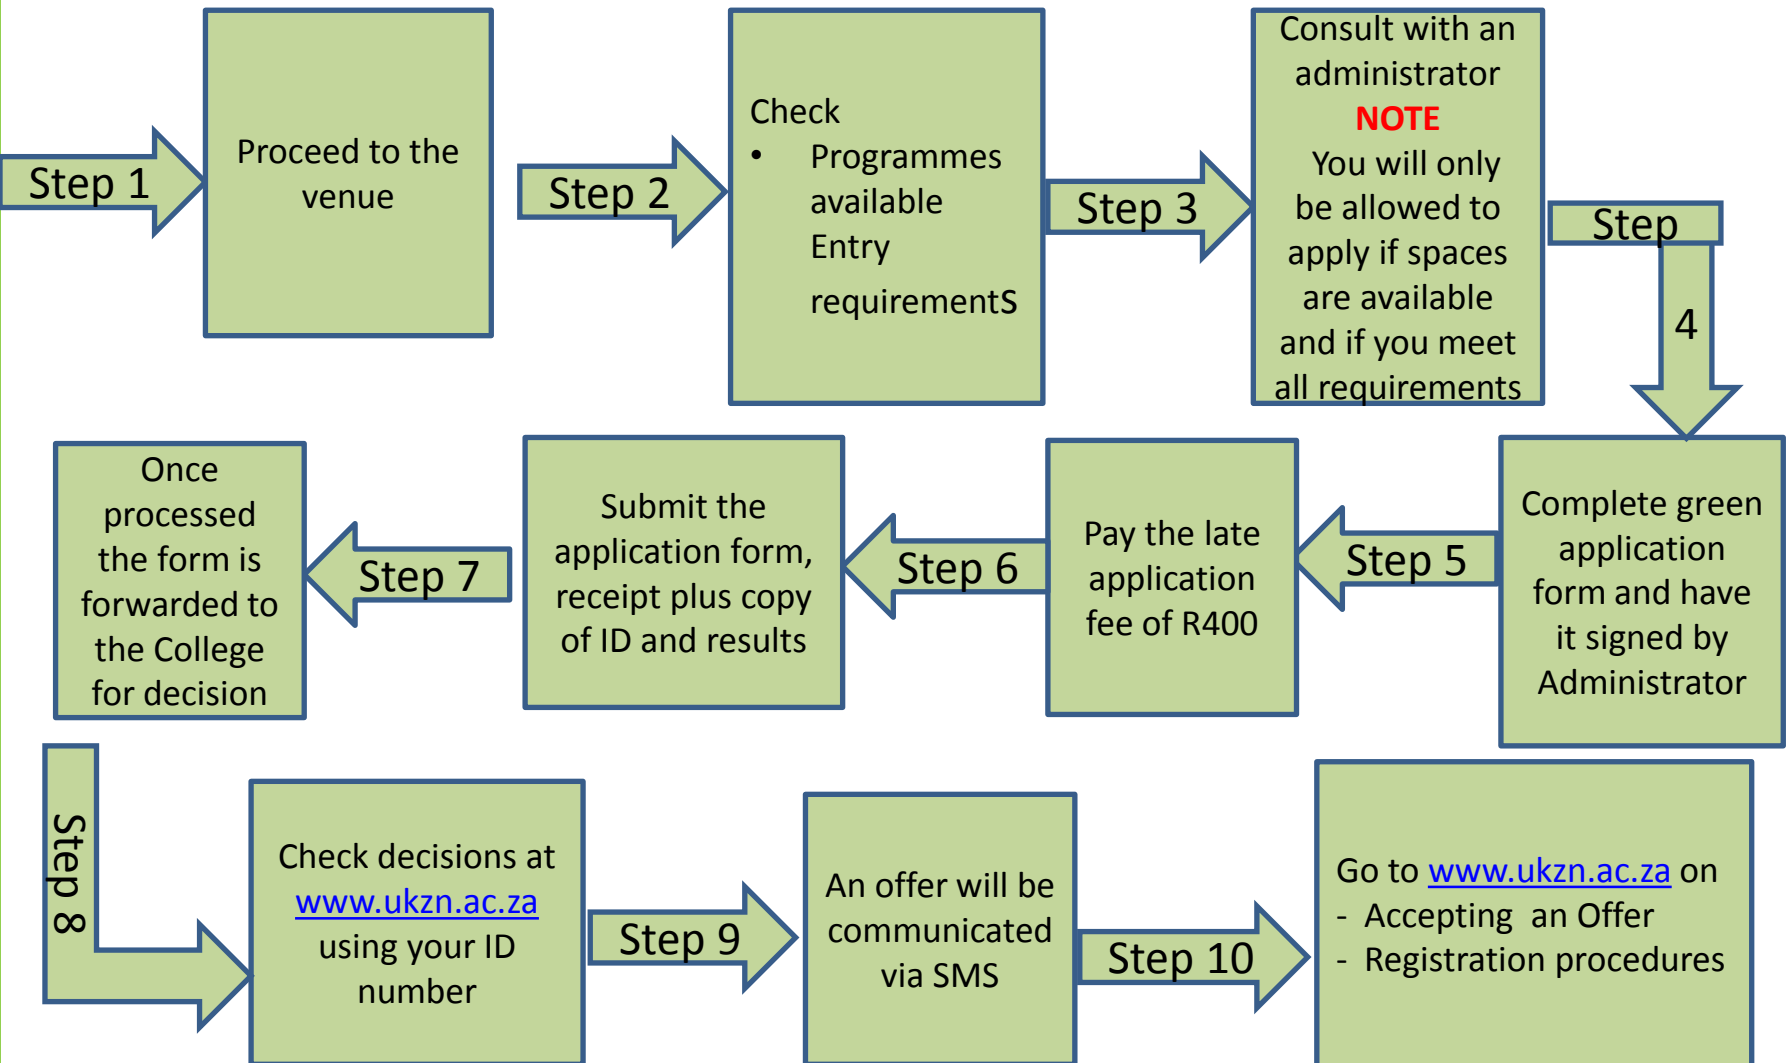 Step 1
Proceed to the
venue
Step 2
Check
• Programmes
available
Entry
requirements
Step 3
Consult with an
administrator
NOTE
You will only
be allowed to
apply if spaces
are available
and if you meet
all requirements
Step
4
Complete green
application
form and have
it signed by
Administrator
Step 5
Pay the late
application
fee of R400
Step 6
Submit the
application form,
receipt plus copy
of ID and results
Step 7
Once
processed
the form is
forwarded to
the College
for decision
Step 8
Check decisions at
www.ukzn.ac.za
using your ID
number
Step 9
An offer will be
communicated
via SMS
Step 10
Go to www.ukzn.ac.za on
- Accepting an Offer
- Registration procedures